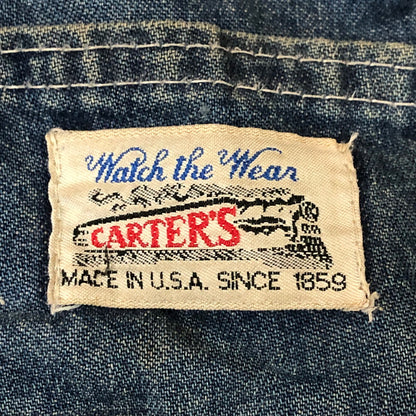 Watch the Wear
CARTER'S
MADE IN U.S.A. SINCE 1859